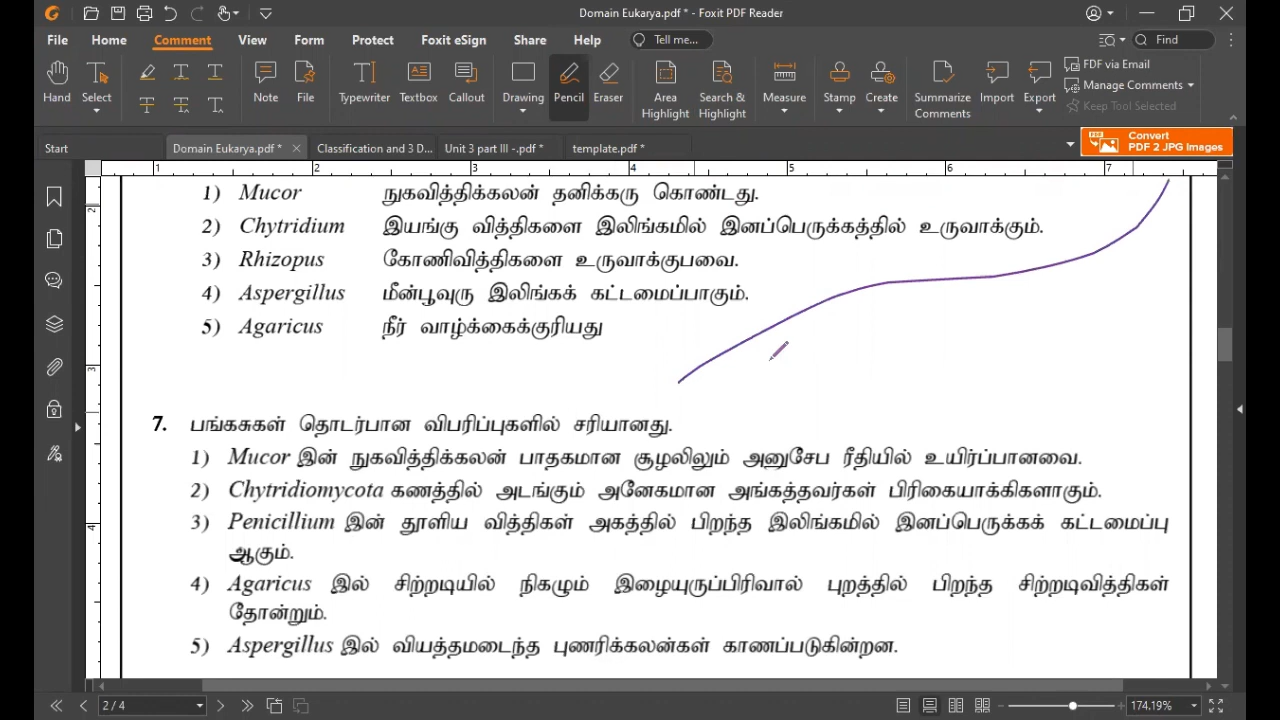 Domain Eukarya.pdf * - Foxit PDF Reader
File Home Comment View Form Protect Foxit eSign Share Help Tell me... Find
Hand Select Note File Typewriter Textbox Callout Drawing Pencil Eraser Area Highlight Search & Highlight Measure Stamp Create Summarize Comments Import Export
PDF via Email
Manage Comments
Keep Tool Selected
Start Domain Eukarya.pdf * Classification and 3 D... Unit 3 part III -.pdf * template.pdf *
Convert
PDF 2 JPG Images
1 2 3 4 5 6 7
1) Mucor நுகவித்திக்கலன் தனிக்கரு கொண்டது.
2) Chytridium இயங்கு வித்திகளை இலிங்கமில் இனப்பெருக்கத்தில் உருவாக்கும்.
3) Rhizopus கோணிவித்திகளை உருவாக்குபவை.
4) Aspergillus மீன்பூவுரு இலிங்கக் கட்டமைப்பாகும்.
5) Agaricus நீர் வாழ்க்கைக்குரியது
7. பங்கசுகள் தொடர்பான விபரிப்புகளில் சரியானது.
1) Mucor இன் நுகவித்திக்கலன் பாதகமான சூழலிலும் அனுசேப ரீதியில் உயிர்ப்பானவை.
2) Chytridiomycota கணத்தில் அடங்கும் அனேகமான அங்கத்தவர்கள் பிரிகையாக்கிகளாகும்.
3) Penicillium இன் தூளிய வித்திகள் அகத்தில் பிறந்த இலிங்கமில் இனப்பெருக்கக் கட்டமைப்பு
ஆகும்.
4) Agaricus இல் சிற்றடியில் நிகழும் இழையுருப்பிரிவால் புறத்தில் பிறந்த சிற்றடிவித்திகள்
தோன்றும்.
5) Aspergillus இல் வியத்தமடைந்த புணரிக்கலன்கள் காணப்படுகின்றன.
2 / 4 174.19%